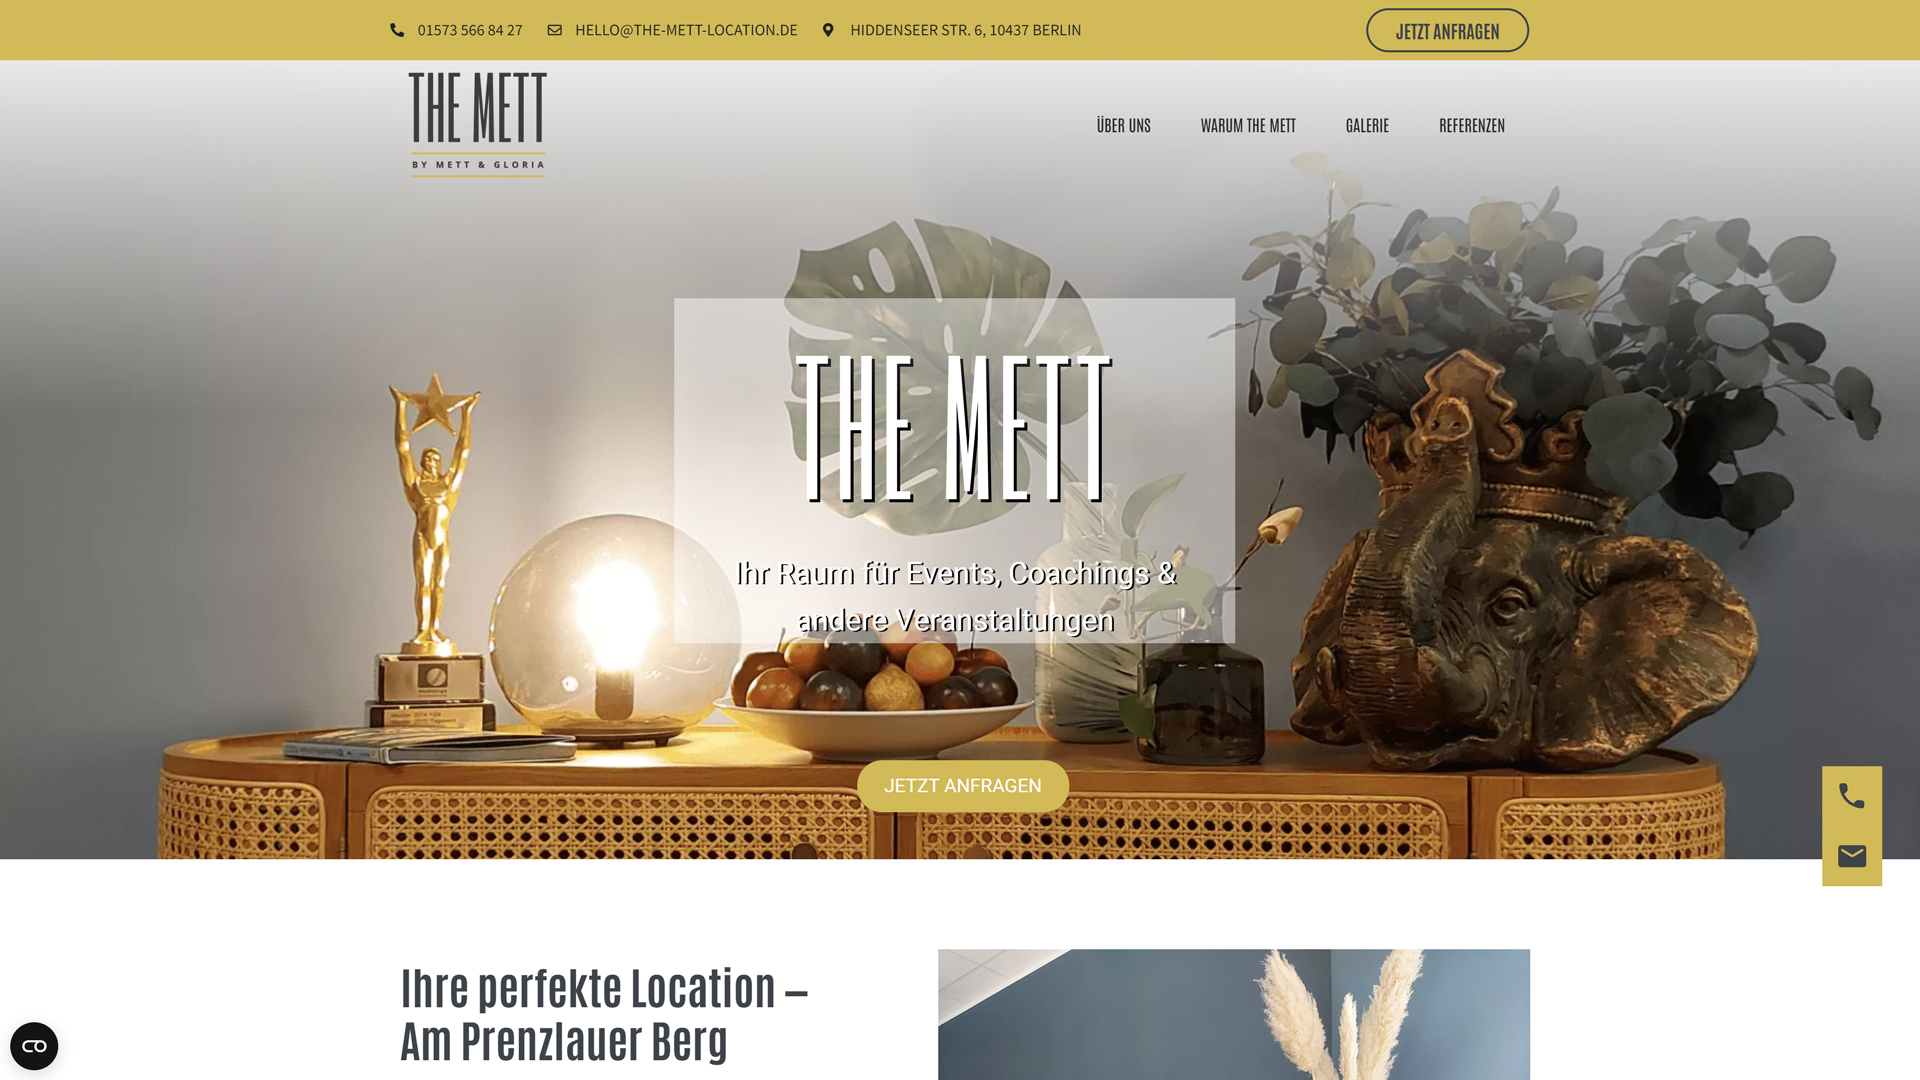 01573 566 84 27
HELLO@THE-METT-LOCATION.DE
HIDDENSEER STR. 6, 10437 BERLIN
JETZT ANFRAGEN
THE METT
BY METT & GLORIA
ÜBER UNS
WARUM THE METT
GALERIE
REFERENZEN
THE METT
Ihr Raum für Events, Coachings &
andere Veranstaltungen
JETZT ANFRAGEN
Ihre perfekte Location –
Am Prenzlauer Berg